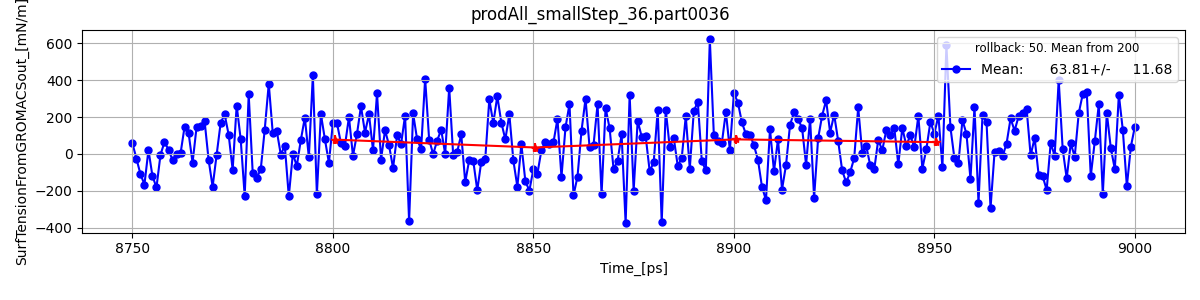 prodAll_smallStep_36.part0036
SurfTensionFromGROMACSout_[mN/m]
600
400
200
0
−200
−400
rollback: 50. Mean from 200
Mean: 63.81+/- 11.68
8750 8800 8850 8900 8950 9000
Time_[ps]